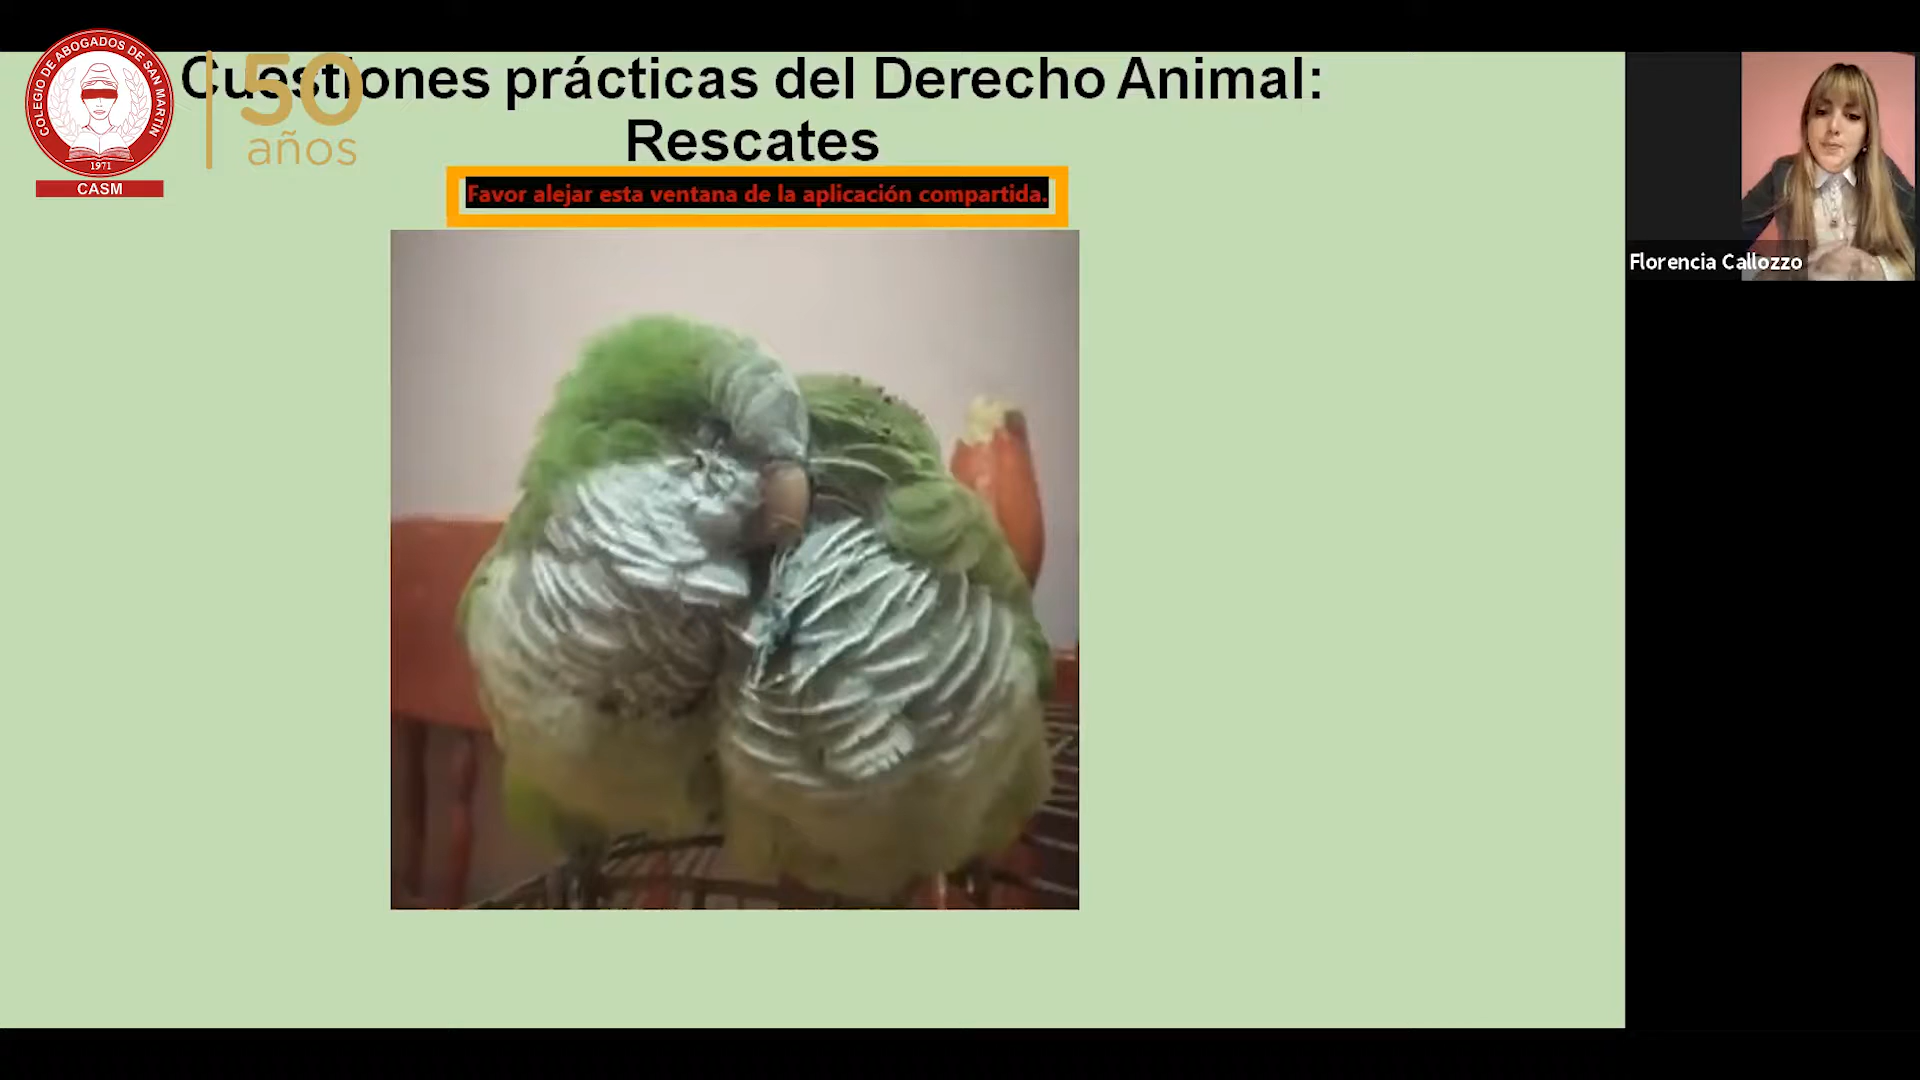 COLEGIO DE ABOGADOS DE SAN MARTIN
1971
CASM
50
años
Cuestiones prácticas del Derecho Animal:
Rescates
Favor alejar esta ventana de la aplicación compartida.
Florencia Callozzo